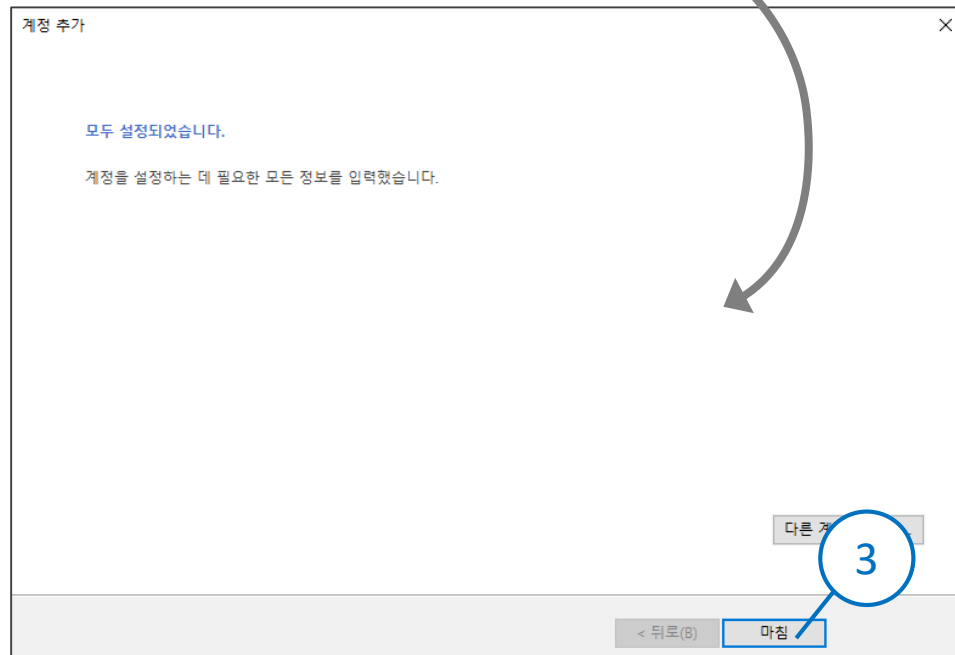 계정 추가
모두 설정되었습니다.
계정을 설정하는 데 필요한 모든 정보를 입력했습니다.
다른
3
< 뒤로(B)
마침